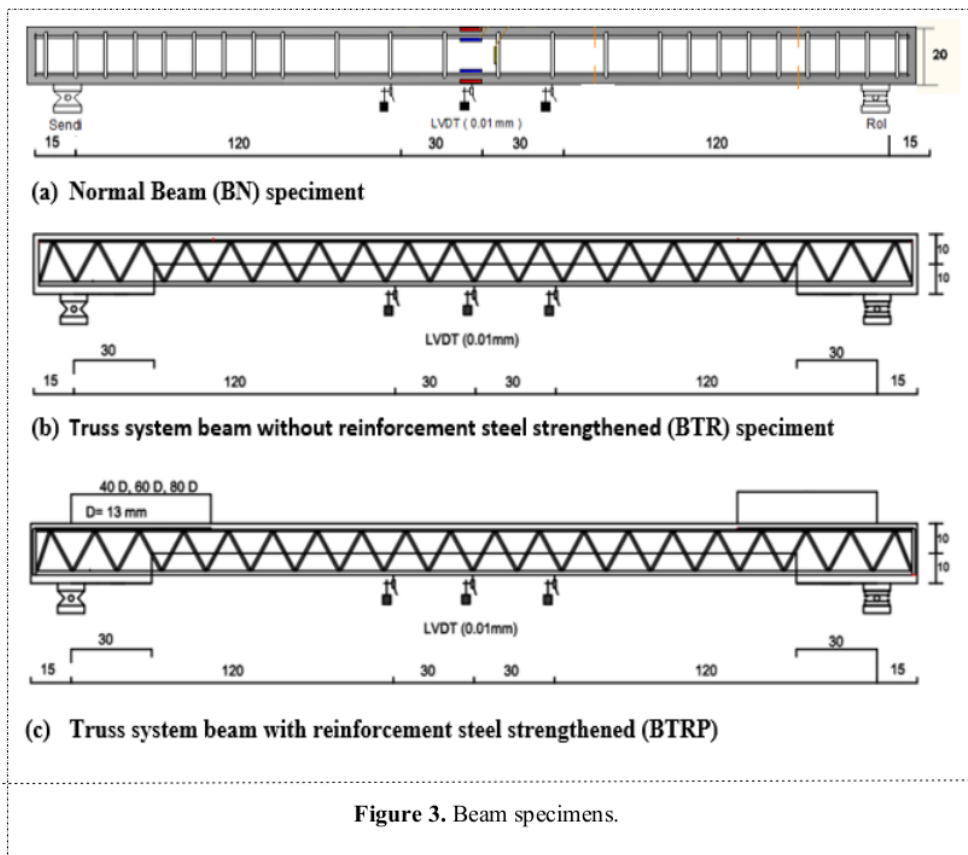 20
Sendi
LVDT ( 0.01 mm )
Rol
15 120 30 30 120 15
(a) Normal Beam (BN) speciment
10
10
LVDT (0.01mm)
30 30
15 120 30 30 120 15
(b) Truss system beam without reinforcement steel strengthened (BTR) speciment
40 D, 60 D, 80 D
D= 13 mm
10
10
LVDT (0.01mm)
30 30
15 120 30 30 120 15
(c) Truss system beam with reinforcement steel strengthened (BTRP)
Figure 3. Beam specimens.